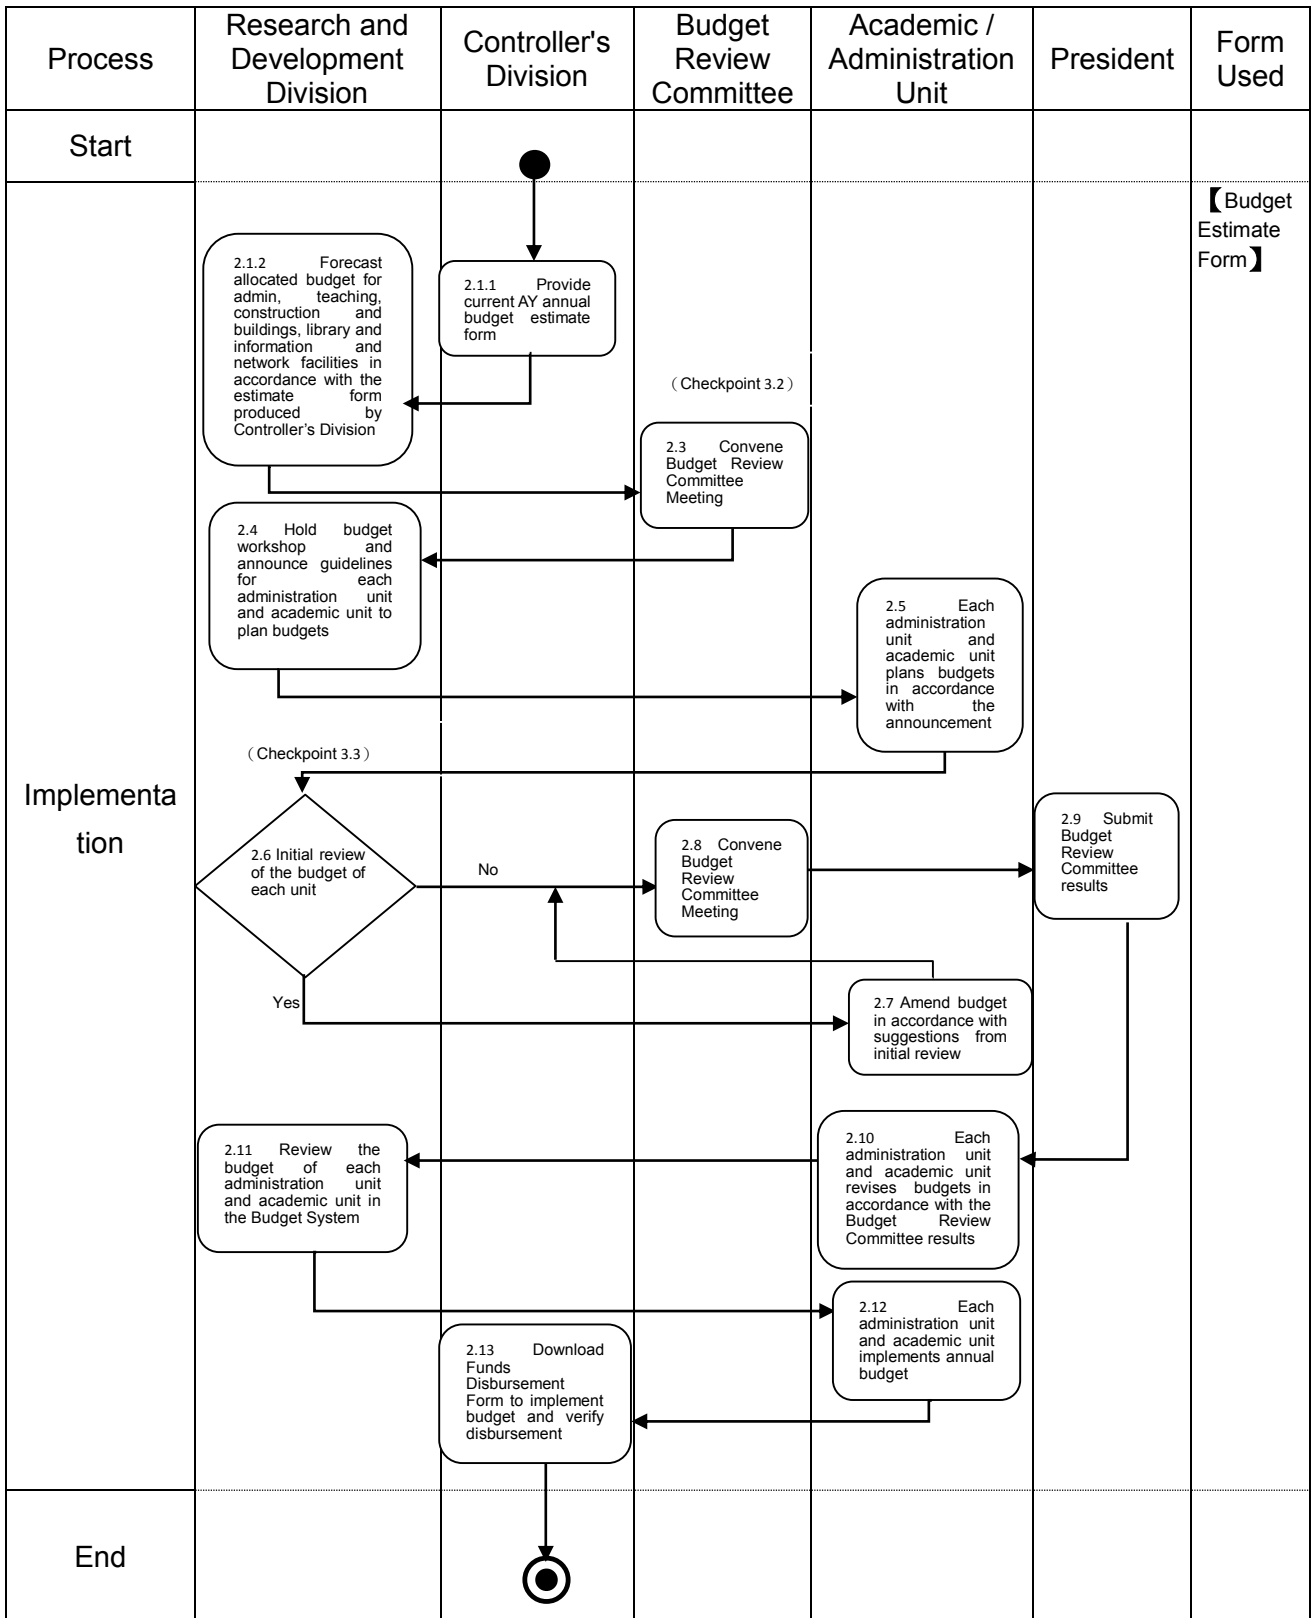 Process
Research and
Development
Division
Controller's
Division
Budget
Review
Committee
Academic /
Administration
Unit
President
Form
Used
Start
【Budget
Estimate
Form】
2.1.2 Forecast
allocated budget for
admin, teaching,
construction and
buildings, library and
information and
network facilities in
accordance with the
estimate form
produced by
Controller's Division
2.1.1 Provide
current AY annual
budget estimate
form
（Checkpoint 3.2）
2.3 Convene
Budget Review
Committee
Meeting
2.4 Hold budget
workshop and
announce guidelines
for each
administration unit
and academic unit to
plan budgets
2.5 Each
administration
unit and
academic unit
plans budgets
in accordance
with the
announcement
（Checkpoint 3.3）
Implementa
tion
2.6 Initial review
of the budget of
each unit
No
Yes
2.8 Convene
Budget
Review
Committee
Meeting
2.9 Submit
Budget
Review
Committee
results
2.7 Amend budget
in accordance with
suggestions from
initial review
2.11 Review the
budget of each
administration unit
and academic unit in
the Budget System
2.10 Each
administration unit
and academic unit
revises budgets in
accordance with the
Budget Review
Committee results
2.12 Each
administration unit
and academic unit
implements annual
budget
2.13 Download
Funds
Disbursement
Form to implement
budget and verify
disbursement
End